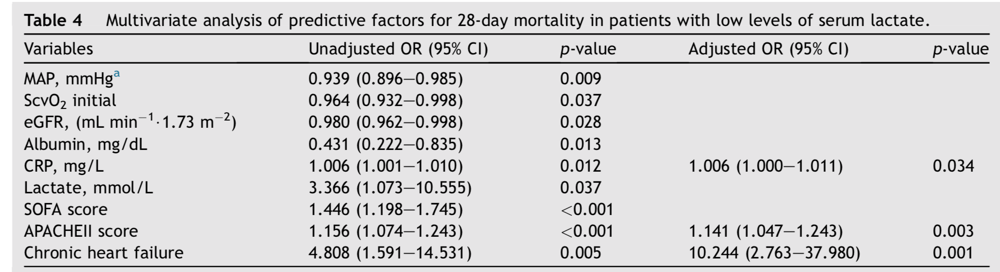 Table 4 Multivariate analysis of predictive factors for 28-day mortality in patients with low levels of serum lactate.
Variables Unadjusted OR (95% CI) p-value Adjusted OR (95% CI) p-value
MAP, mmHgᵃ 0.939 (0.896–0.985) 0.009
ScvO₂ initial 0.964 (0.932–0.998) 0.037
eGFR, (mL min⁻¹·1.73 m⁻²) 0.980 (0.962–0.998) 0.028
Albumin, mg/dL 0.431 (0.222–0.835) 0.013
CRP, mg/L 1.006 (1.001–1.010) 0.012 1.006 (1.000–1.011) 0.034
Lactate, mmol/L 3.366 (1.073–10.555) 0.037
SOFA score 1.446 (1.198–1.745) <0.001
APACHEII score 1.156 (1.074–1.243) <0.001 1.141 (1.047–1.243) 0.003
Chronic heart failure 4.808 (1.591–14.531) 0.005 10.244 (2.763–37.980) 0.001